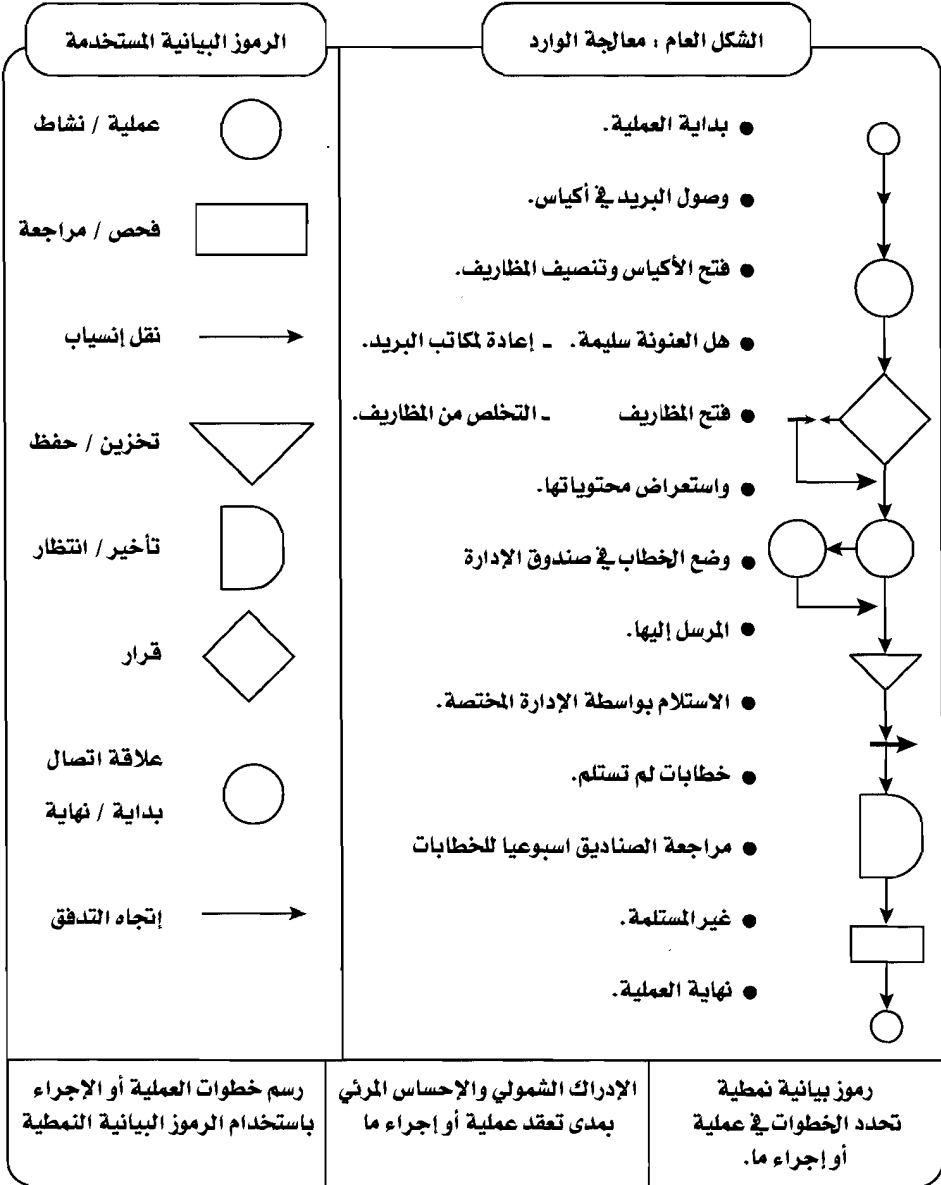 الشكل العام : معالجة الوارد
● بداية العملية.
● وصول البريد في أكياس.
● فتح الأكياس وتنصيف المظاريف.
● هل العنونة سليمة. ـ إعادة لمكاتب البريد.
● فتح المظاريف ـ التخلص من المظاريف.
● واستعراض محتوياتها.
● وضع الخطاب في صندوق الإدارة
● المرسل إليها.
● الاستلام بواسطة الإدارة المختصة.
● خطابات لم تستلم.
● مراجعة الصناديق اسبوعيا للخطابات
● غير المستلمة.
● نهاية العملية.
الرموز البيانية المستخدمة
عملية / نشاط
فحص / مراجعة
نقل إنسياب
تخزين / حفظ
تأخير / انتظار
قرار
علاقة اتصال
بداية / نهاية
إتجاه التدفق
رموز بيانية نمطية
تحدد الخطوات في عملية
أو إجراء ما.
الإدراك الشمولي والإحساس المرئي
بمدى تعقد عملية أو إجراء ما
رسم خطوات العملية أو الإجراء
باستخدام الرموز البيانية النمطية